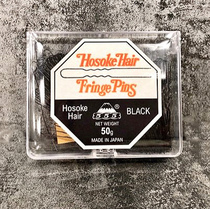 Hosoke Hair
Fringe Pins
Hosoke
Hair
BLACK
NET WEIGHT
50g
MADE IN JAPAN